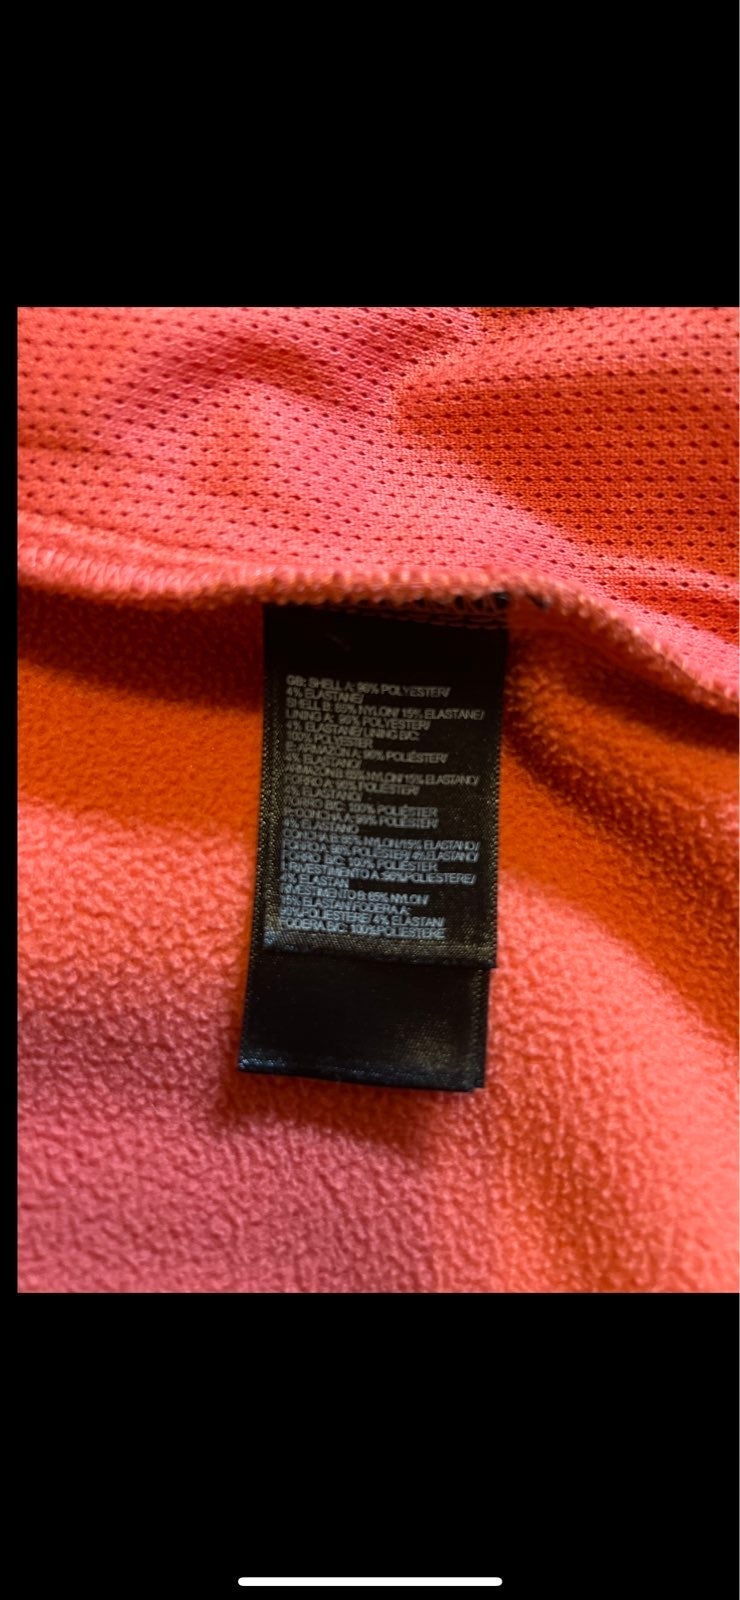 GB: SHELL A: 96% POLYESTER/
4% ELASTANE/
SHELL B: 85% NYLON/ 15% ELASTANE/
LINING A: 96% POLYESTER/
4% ELASTANE/ LINING B/C:
100% POLYESTER
E: ARMAZON A: 96% POLIÉSTER/
4% ELASTANO/
ARMAZON B: 85% NYLON/ 15% ELASTANO/
FORRO A: 96% POLIÉSTER/
4% ELASTANO/
FORRO B/C: 100% POLIÉSTER
P: CONCHA A: 96% POLIÉSTER/
4% ELASTANO
CONCHA B: 85% NYLON/15% ELASTANO/
FORRO A: 96% POLIÉSTER/ 4% ELASTANO/
FORRO B/C: 100% POLIÉSTER
RIVESTIMENTO A: 96%POLIESTERE/
4% ELASTAN
RIVESTIMENTO B: 85% NYLON/
15% ELASTAN/ FODERA A:
96%POLIESTERE/ 4% ELASTAN/
FODERA B/C: 100%POLIESTERE